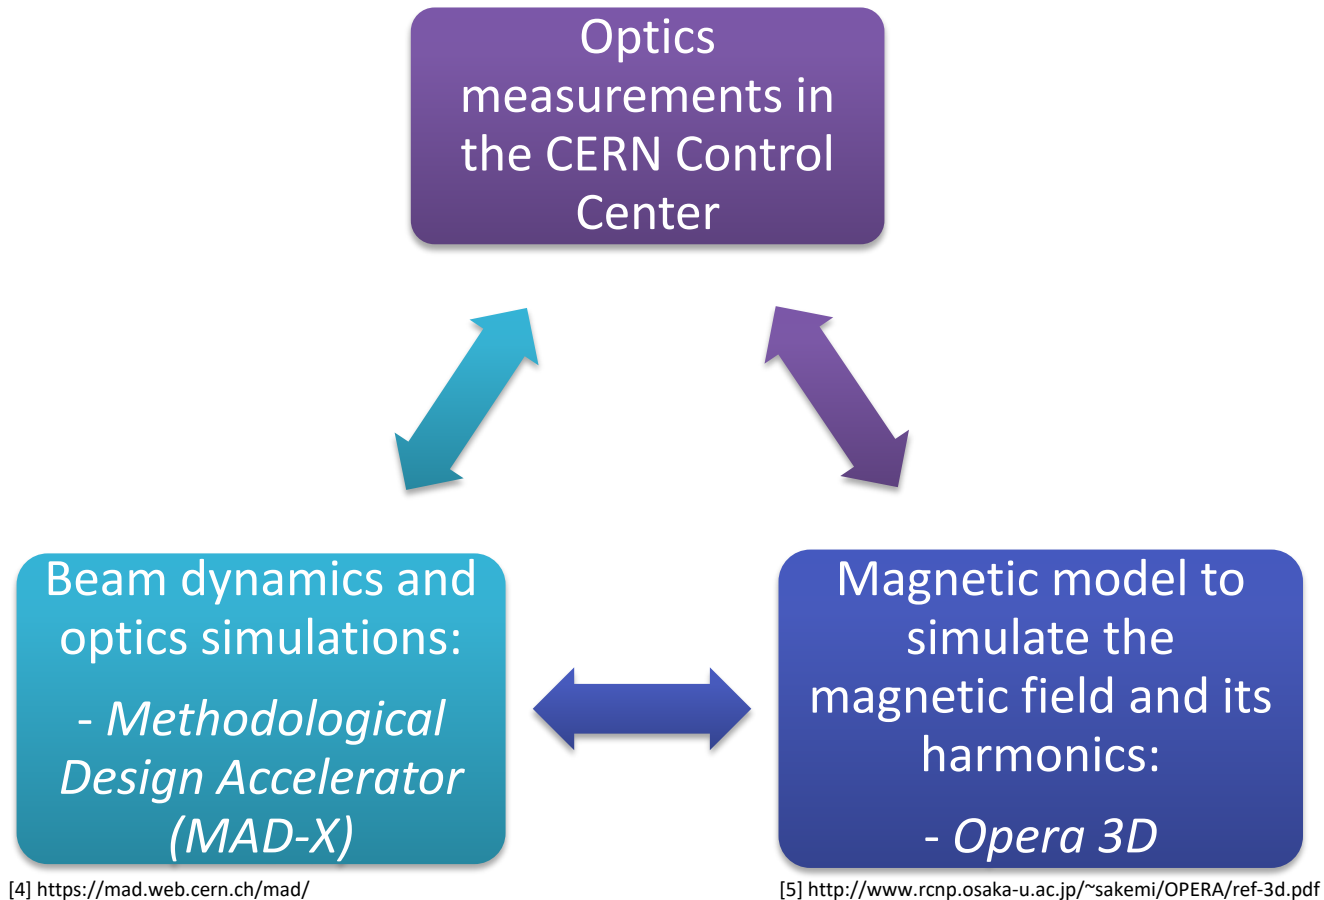 Optics
measurements in
the CERN Control
Center
Beam dynamics and
optics simulations:
- Methodological
Design Accelerator
(MAD-X)
Magnetic model to
simulate the
magnetic field and its
harmonics:
- Opera 3D
[4] https://mad.web.cern.ch/mad/
[5] http://www.rcnp.osaka-u.ac.jp/~sakemi/OPERA/ref-3d.pdf